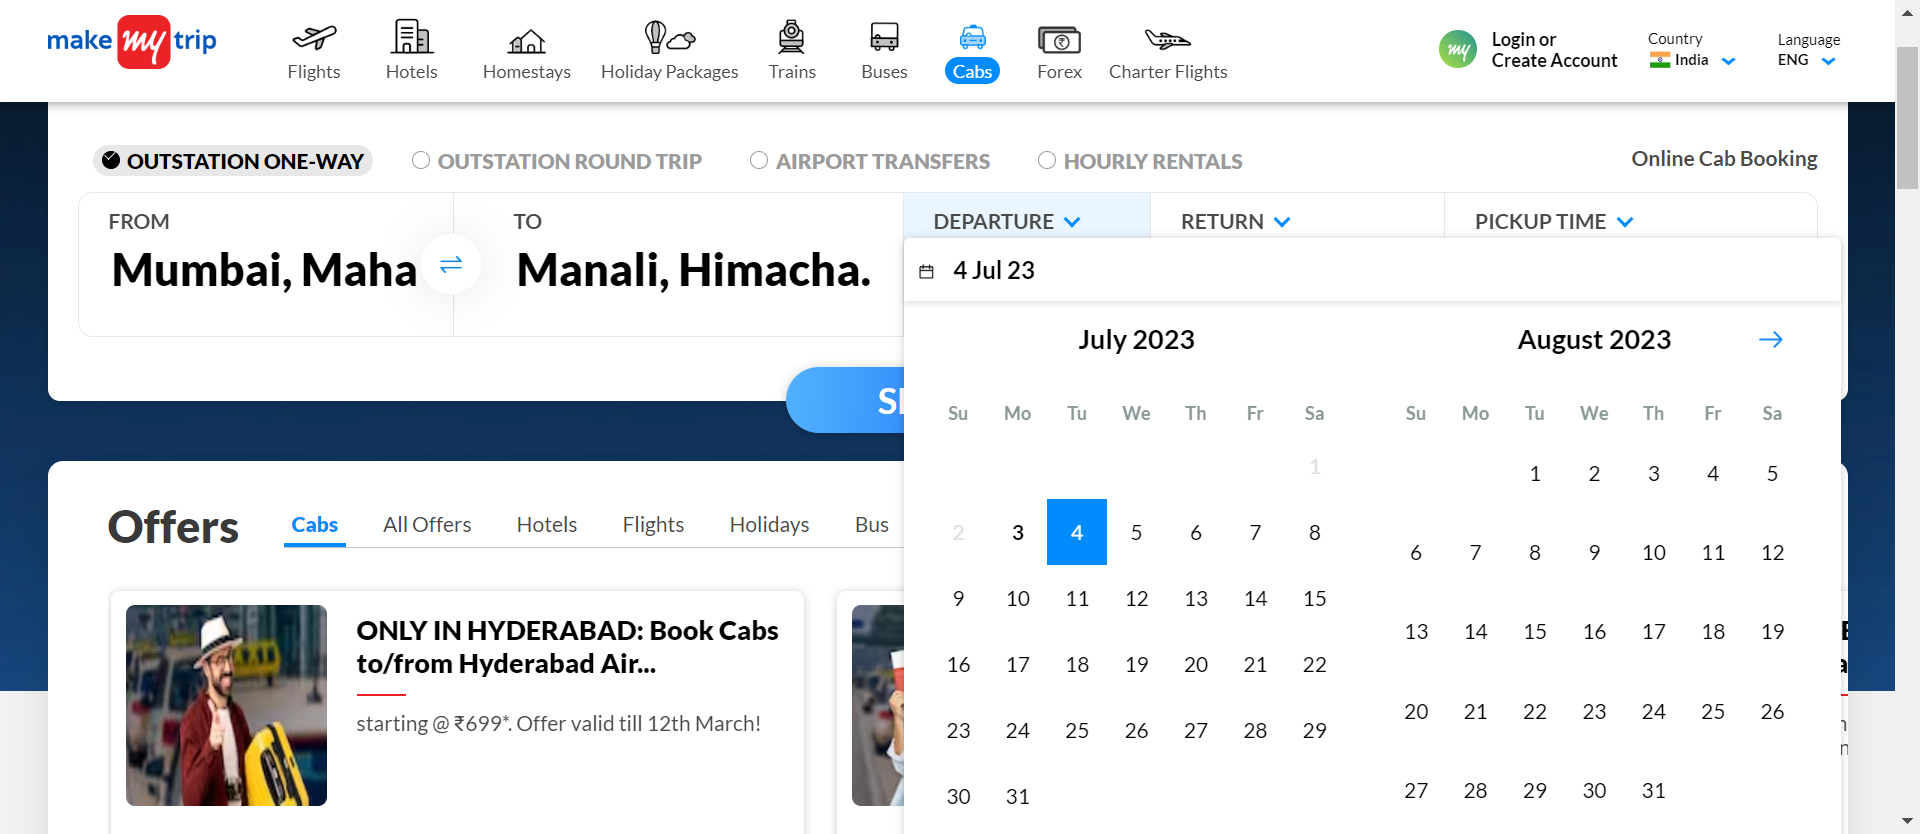 make my trip
Flights
Hotels
Homestays
Holiday Packages
Trains
Buses
Cabs
Forex
Charter Flights
my
Login or
Create Account
Country
India
Language
ENG
OUTSTATION ONE-WAY
OUTSTATION ROUND TRIP
AIRPORT TRANSFERS
HOURLY RENTALS
Online Cab Booking
FROM
Mumbai, Maha
TO
Manali, Himacha.
DEPARTURE
RETURN
PICKUP TIME
4 Jul 23
July 2023
Su Mo Tu We Th Fr Sa
1
2 3 4 5 6 7 8
9 10 11 12 13 14 15
16 17 18 19 20 21 22
23 24 25 26 27 28 29
30 31
August 2023
Su Mo Tu We Th Fr Sa
1 2 3 4 5
6 7 8 9 10 11 12
13 14 15 16 17 18 19
20 21 22 23 24 25 26
27 28 29 30 31
Offers
Cabs
All Offers
Hotels
Flights
Holidays
Bus
ONLY IN HYDERABAD: Book Cabs
to/from Hyderabad Air...
starting @ ₹699*. Offer valid till 12th March!